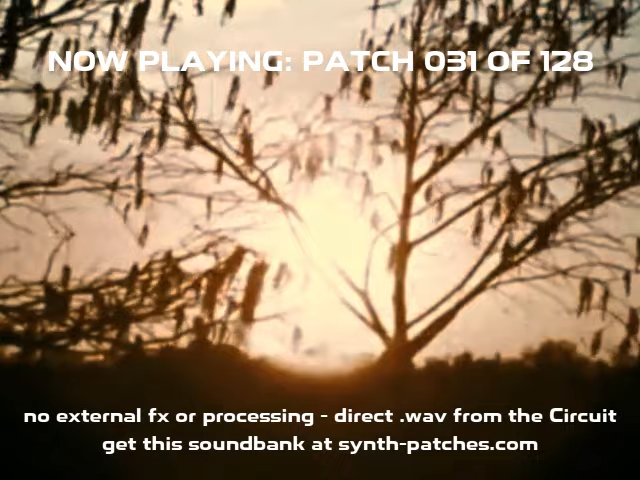 NOW PLAYING: PATCH 031 OF 128
no external fx or processing - direct .wav from the Circuit
get this soundbank at synth-patches.com